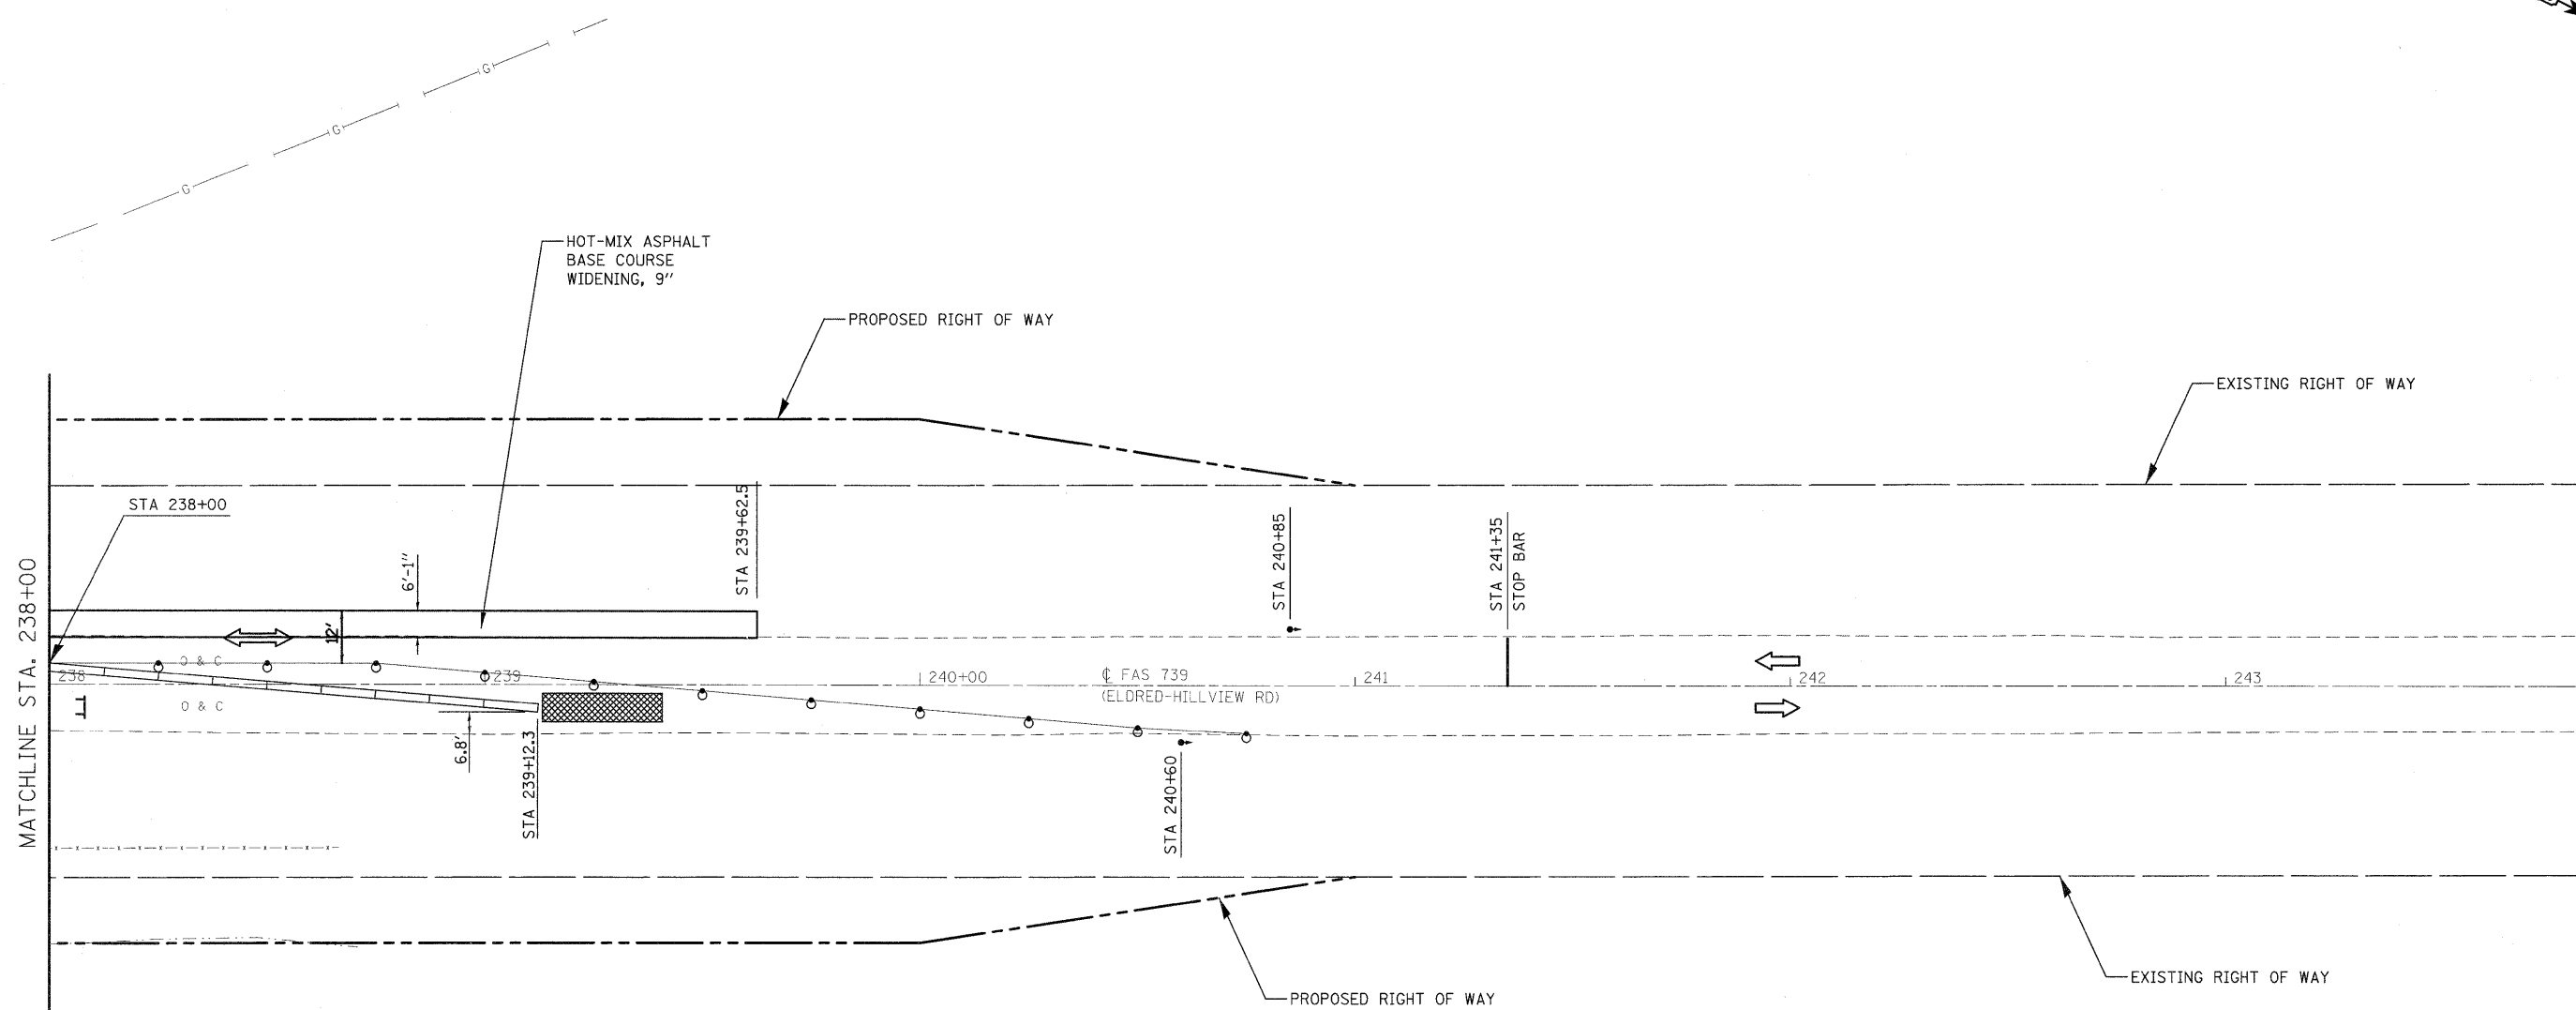 G
G
G
HOT-MIX ASPHALT
BASE COURSE
WIDENING, 9"
PROPOSED RIGHT OF WAY
EXISTING RIGHT OF WAY
STA 238+00
STA 239+62.5
STA 240+85
STA 241+35
STOP BAR
6'-1"
12'
MATCHLINE STA. 238+00
O & C
238
239
240+00
℄ FAS 739
(ELDRED-HILLVIEW RD)
241
242
243
O & C
6.8'
STA 239+12.3
STA 240+60
PROPOSED RIGHT OF WAY
EXISTING RIGHT OF WAY